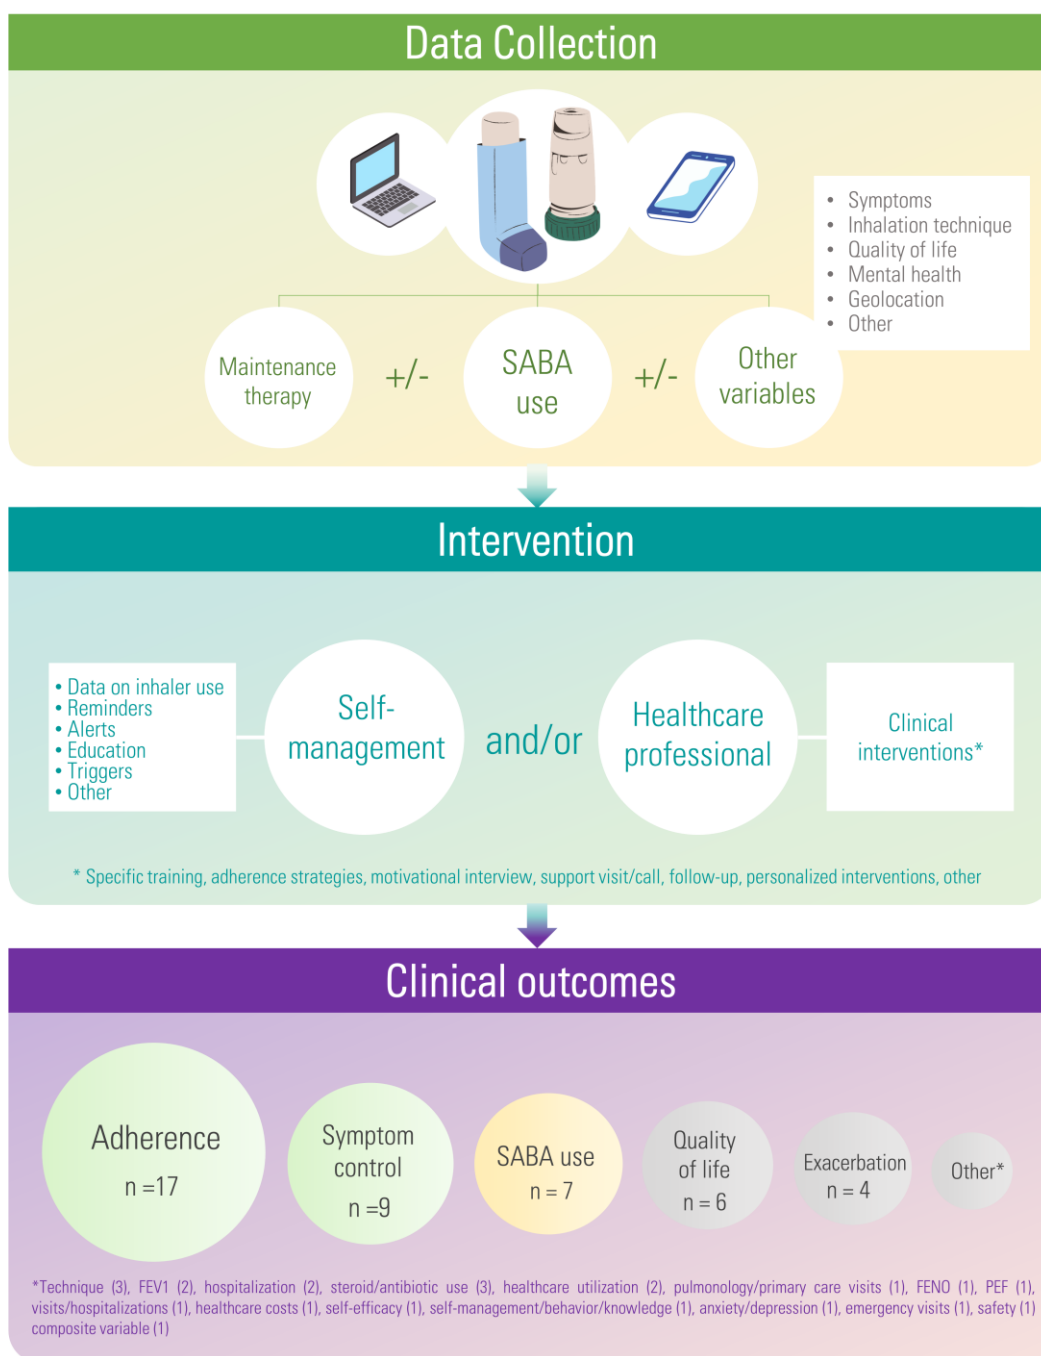 Data Collection
• Symptoms
• Inhalation technique
• Quality of life
• Mental health
• Geolocation
• Other
Maintenance
therapy
+/-
SABA
use
+/-
Other
variables
Intervention
• Data on inhaler use
• Reminders
• Alerts
• Education
• Triggers
• Other
Self-
management
and/or
Healthcare
professional
Clinical
interventions*
* Specific training, adherence strategies, motivational interview, support visit/call, follow-up, personalized interventions, other
Clinical outcomes
Adherence
n =17
Symptom
control
n =9
SABA use
n = 7
Quality
of life
n = 6
Exacerbation
n = 4
Other*
*Technique (3), FEV1 (2), hospitalization (2), steroid/antibiotic use (3), healthcare utilization (2), pulmonology/primary care visits (1), FENO (1), PEF (1),
visits/hospitalizations (1), healthcare costs (1), self-efficacy (1), self-management/behavior/knowledge (1), anxiety/depression (1), emergency visits (1), safety (1)
composite variable (1)